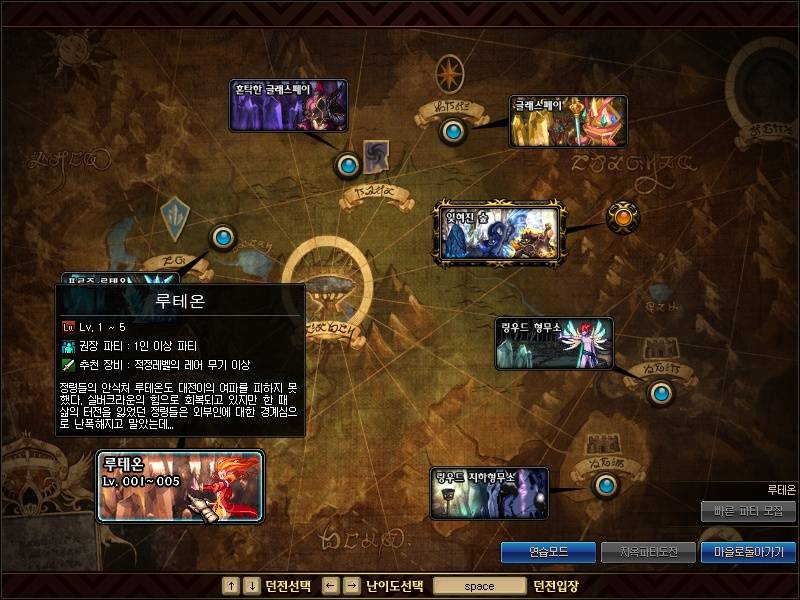 혼탁한 글래스페이
글래스페이
잊혀진 숲
루테온
Lv. 1 ~ 5
권장 파티 : 1인 이상 파티
추천 장비 : 적정레벨의 레어 무기 이상
정령들의 안식처 루테온도 대전이의 여파를 피하지 못
했다. 실버크라운의 힘으로 회복되고 있지만 한 때
삶의 터전을 잃었던 정령들은 외부인에 대한 경계심으
로 난폭해지고 말았는데...
링우드 형무소
루테온
Lv. 001~005
링우드 지하형무소
루테온
빠른 파티 모집
연습모드
지옥파티도전
마을로돌아가기
↑ ↓ 던전선택 ← → 난이도선택 space 던전입장